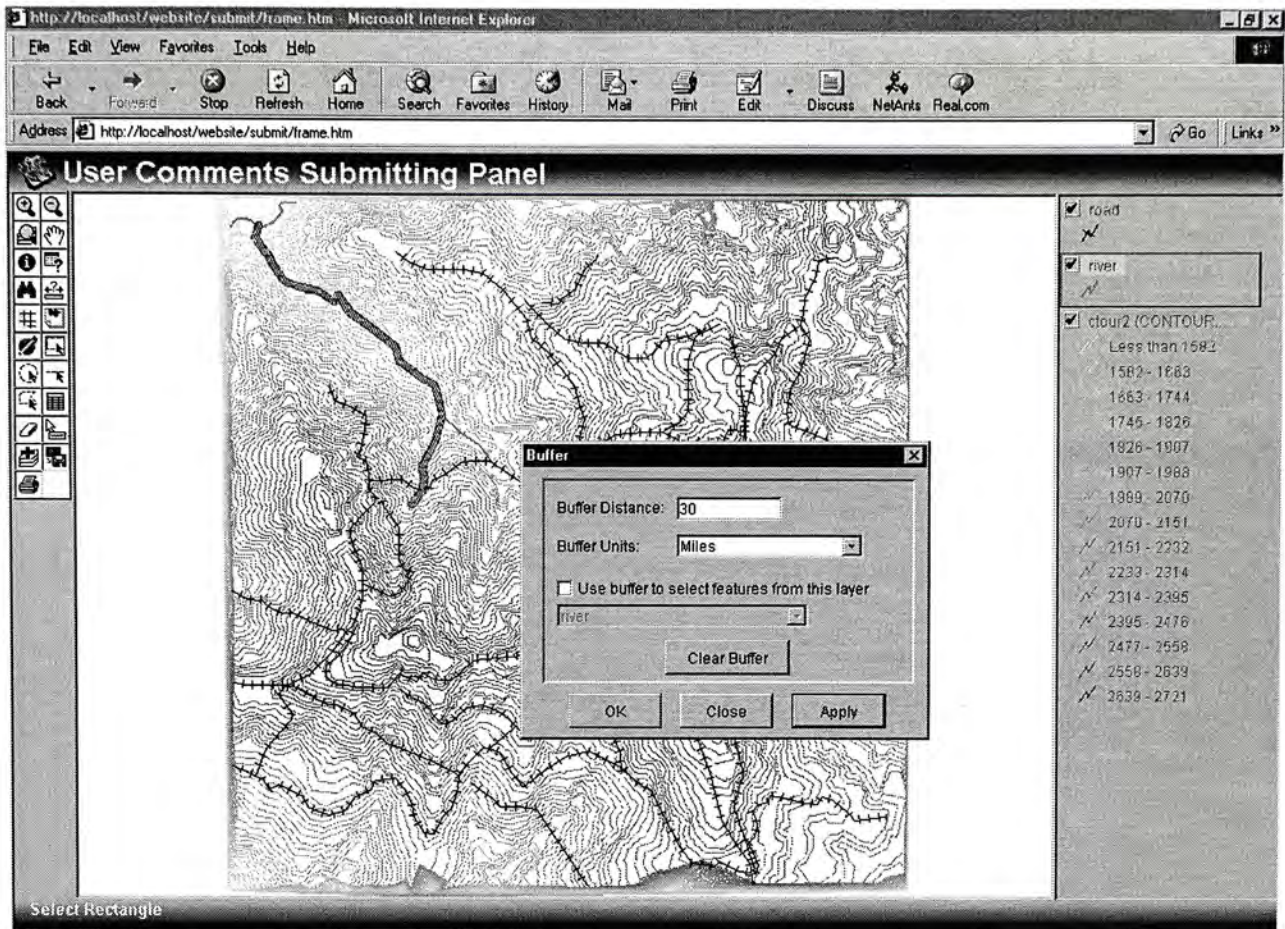 http://localhost/website/submit/frame.htm - Microsoft Internet Explorer
File Edit View Favorites Tools Help
Back Forward Stop Refresh Home Search Favorites History Mail Print Edit Discuss NetAnts Real.com
Address http://localhost/website/submit/frame.htm Go Links »
User Comments Submitting Panel
road
river
ctour2 (CONTOUR...
Less than 1582
1582 - 1663
1663 - 1744
1745 - 1826
1826 - 1907
1907 - 1988
1989 - 2070
2070 - 2151
2151 - 2232
2233 - 2314
2314 - 2395
2395 - 2476
2477 - 2558
2558 - 2639
2639 - 2721
Buffer
Buffer Distance: 30
Buffer Units: Miles
Use buffer to select features from this layer
river
Clear Buffer
OK Close Apply
Select Rectangle